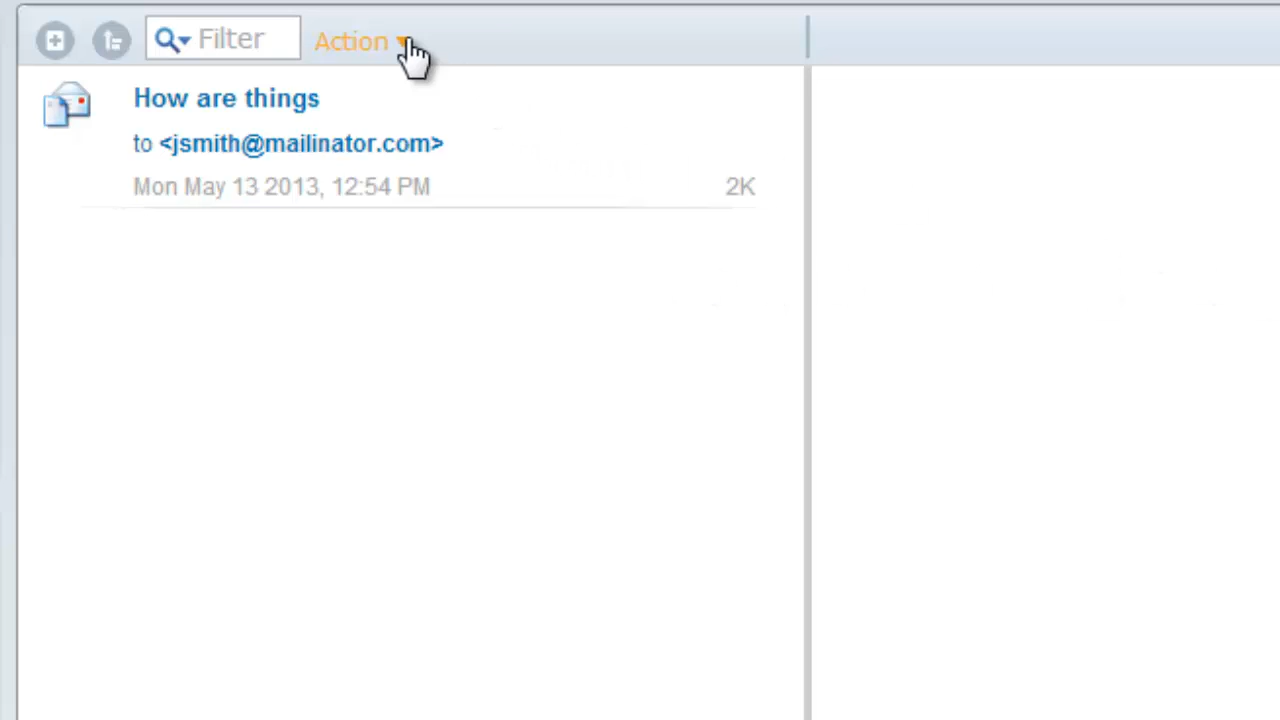 Filter Action
How are things
to <jsmith@mailinator.com>
Mon May 13 2013, 12:54 PM 2K